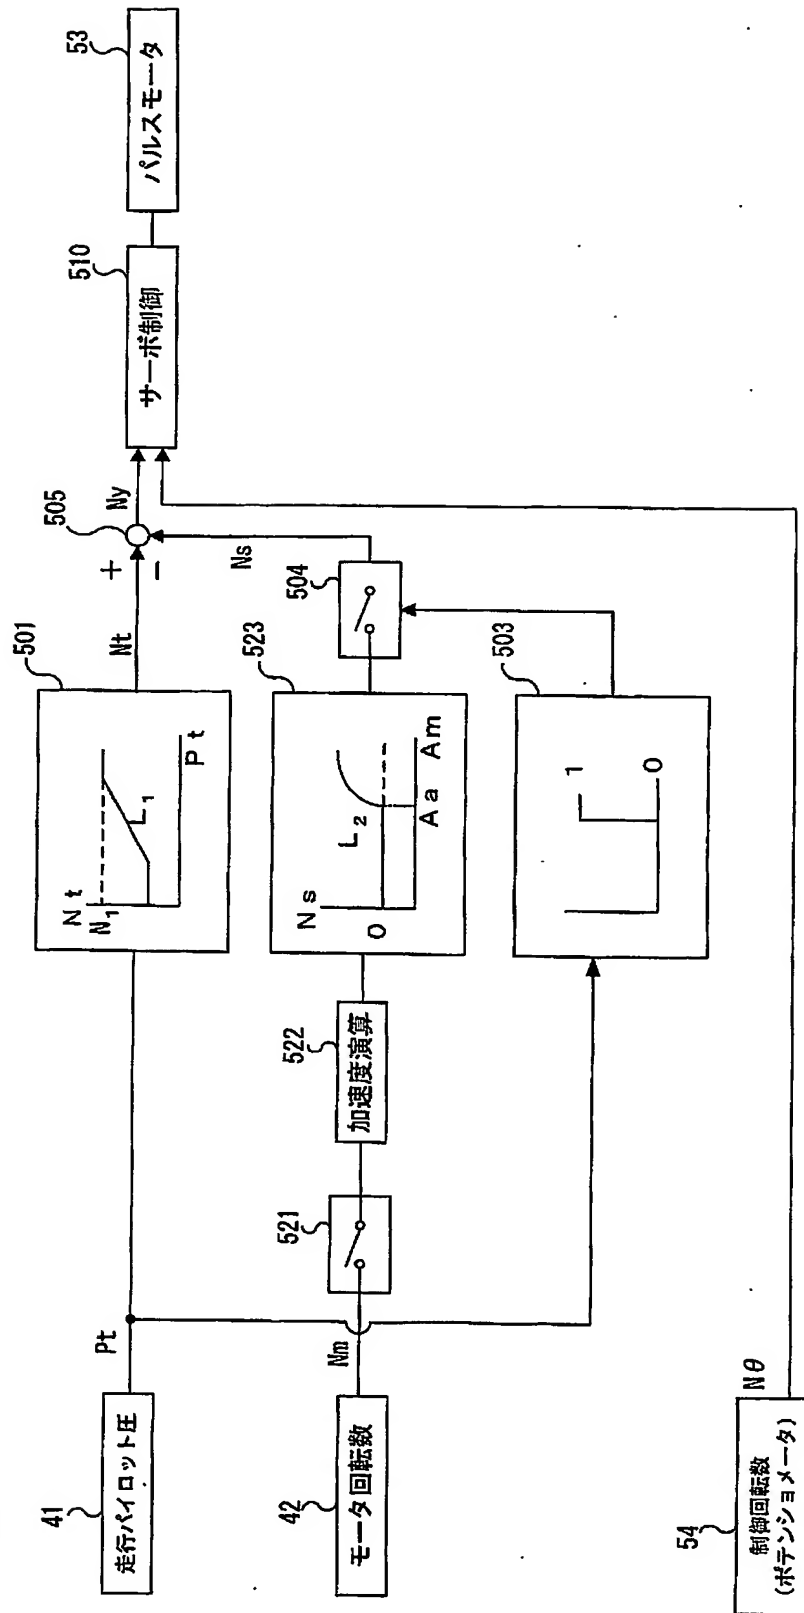 41
走行パイロット圧
Pt
501
Nt
N1
L1
Pt
Nt
+
−
505
Ny
510
サーボ制御
53
パルスモータ
42
モータ回転数
Nm
521
522
加速度演算
523
Ns
0
L2
Aa
Am
504
Ns
503
1
0
54
制御回転数
(ポテンショメータ)
Nθ